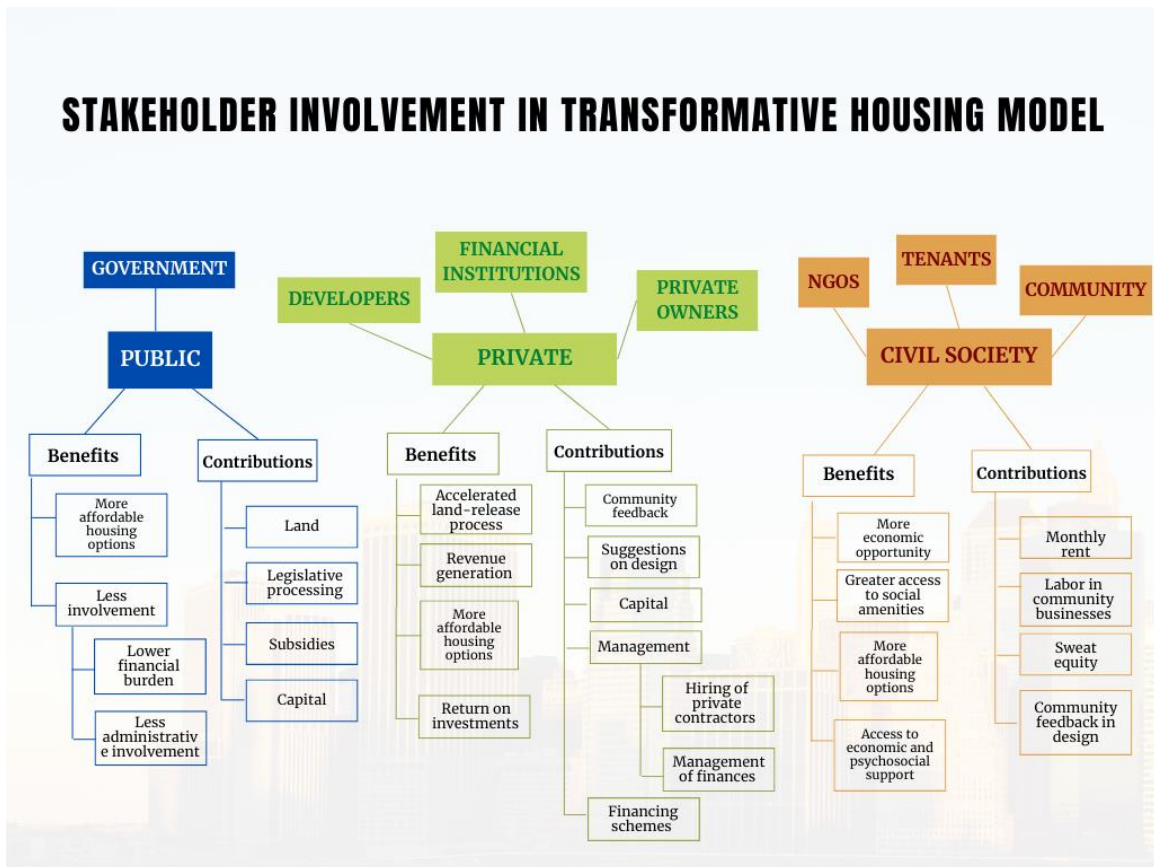 STAKEHOLDER INVOLVEMENT IN TRANSFORMATIVE HOUSING MODEL
GOVERNMENT
PUBLIC
Benefits
More
affordable
housing
options
Less
involvement
Lower
financial
burden
Less
administrativ
e involvement
Contributions
Land
Legislative
processing
Subsidies
Capital
DEVELOPERS
FINANCIAL
INSTITUTIONS
PRIVATE
OWNERS
PRIVATE
Benefits
Accelerated
land-release
process
Revenue
generation
More
affordable
housing
options
Return on
investments
Contributions
Community
feedback
Suggestions
on design
Capital
Management
Hiring of
private
contractors
Management
of finances
Financing
schemes
NGOS
TENANTS
COMMUNITY
CIVIL SOCIETY
Benefits
More
economic
opportunity
Greater access
to social
amenities
More
affordable
housing
options
Access to
economic and
psychosocial
support
Contributions
Monthly
rent
Labor in
community
businesses
Sweat
equity
Community
feedback in
design